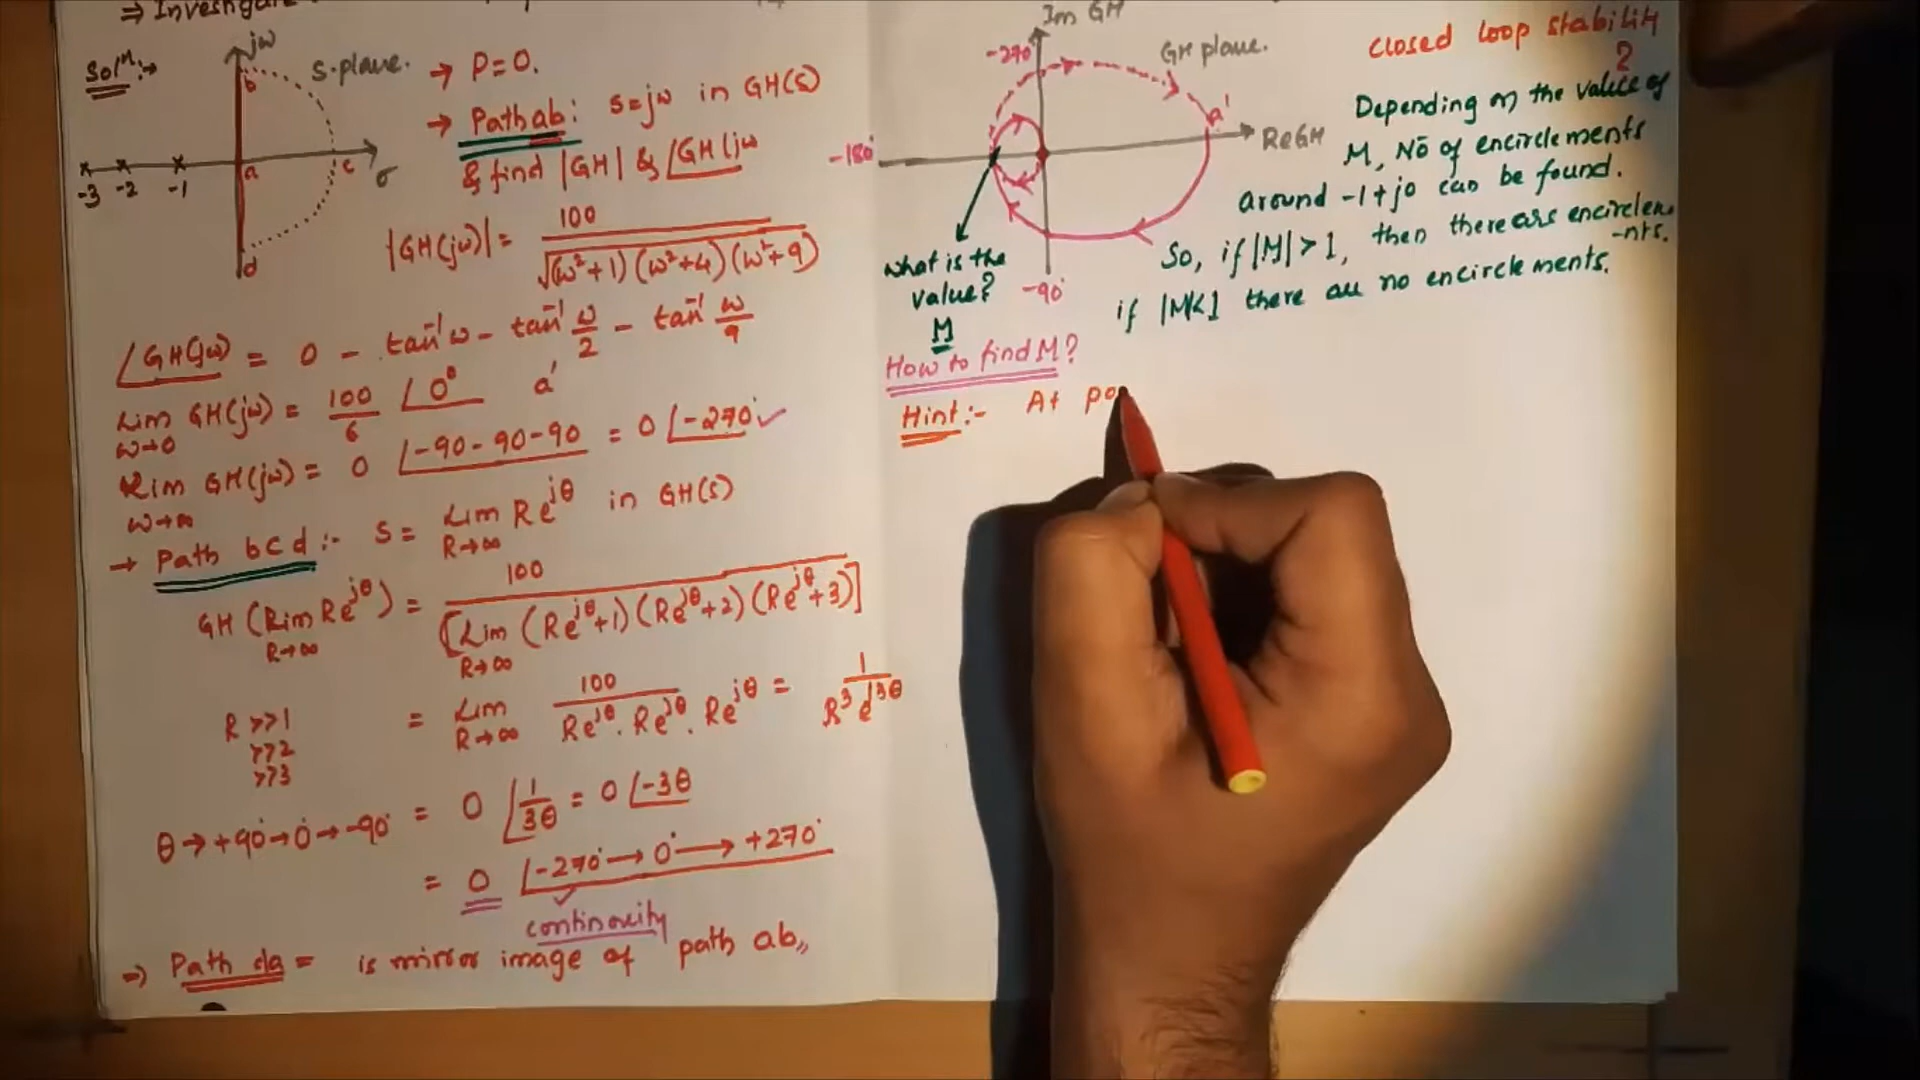 ⇒ Investig
Solⁿ:→
jω
S-plane.
b
-3 -2 -1 a c σ
d
→ P=0.
→ Path ab: s=jω in GH(s)
& find |GH| & ∠GH(jω
|GH(jω)| = 100 / √(ω²+1)(ω²+4)(ω²+9)
∠GH(jω) = 0 - tan⁻¹ω - tan⁻¹ ω/2 - tan⁻¹ ω/9
Lim ω→0 GH(jω) = 100/6 ∠0° a'
Lim ω→∞ GH(jω) = 0 ∠-90-90-90 = 0 ∠-270° ✓
→ Path bcd:- S = Lim R→∞ Re^jθ in GH(s)
GH (Lim R→∞ Re^jθ) = 100 / [Lim R→∞ (Re^jθ+1)(Re^jθ+2)(Re^jθ+3)]
R >>1
>>2
>>3
= Lim R→∞ 100 / Re^jθ. Re^jθ. Re^jθ = 1 / R³e^j3θ
θ→+90°→0°→-90° = 0 ∠1/3θ = 0 ∠-3θ
= 0 ∠-270°→0°→+270°
✓
continouity
⇒ Path da = is mirror image of path ab,,
Im GH
-270°
GH plane.
a'
-180°
ReGH
-90°
what is the
value?
M
Closed loop stability
?
Depending on the value of
M, No of encirclements
around -1+j0 can be found.
So, if |M|>1, then there are encirclem
-nts.
if |M|<1 there are no encirclements.
How to find M?
Hint:- At po